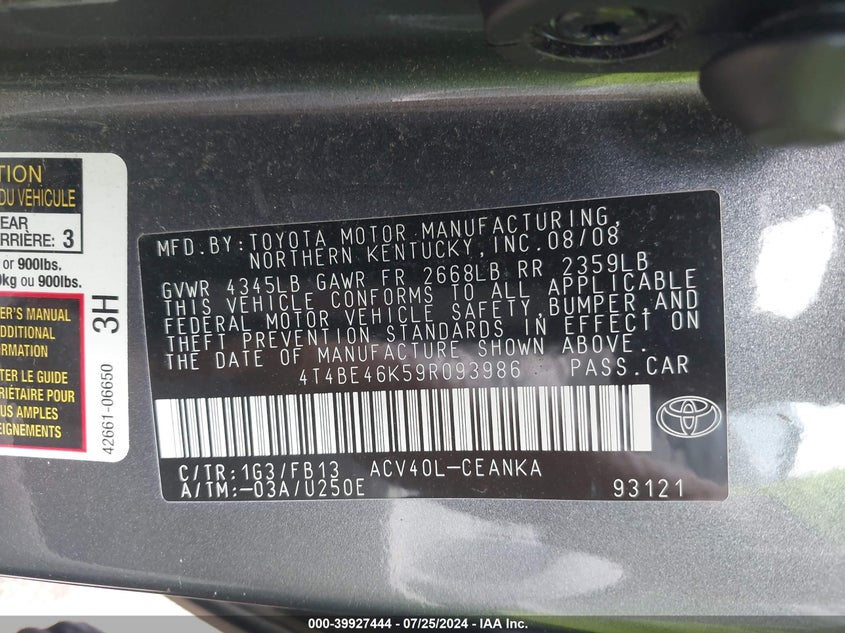 TION
DU VÉHICULE
EAR
RRIÈRE: 3
or 900lbs.
0kg ou 900lbs.
ER'S MANUAL
ADDITIONAL
ORMATION
TER LE GUIDE
PRIÉTAIRE POUR
US AMPLES
EIGNEMENTS
3H
42661-06650
MFD.BY:TOYOTA MOTOR MANUFACTURING,
NORTHERN KENTUCKY,INC.08/08
GVWR 4345LB GAWR FR 2668LB RR 2359LB
THIS VEHICLE CONFORMS TO ALL APPLICABLE
FEDERAL MOTOR VEHICLE SAFETY,BUMPER,AND
THEFT PREVENTION STANDARDS IN EFFECT ON
THE DATE OF MANUFACTURE SHOWN ABOVE.
4T4BE46K59R093986 PASS.CAR
C/TR:1G3/FB13 ACV40L-CEANKA
A/TM:-03A/U250E 93121
000-39927444 - 07/25/2024 - IAA Inc.